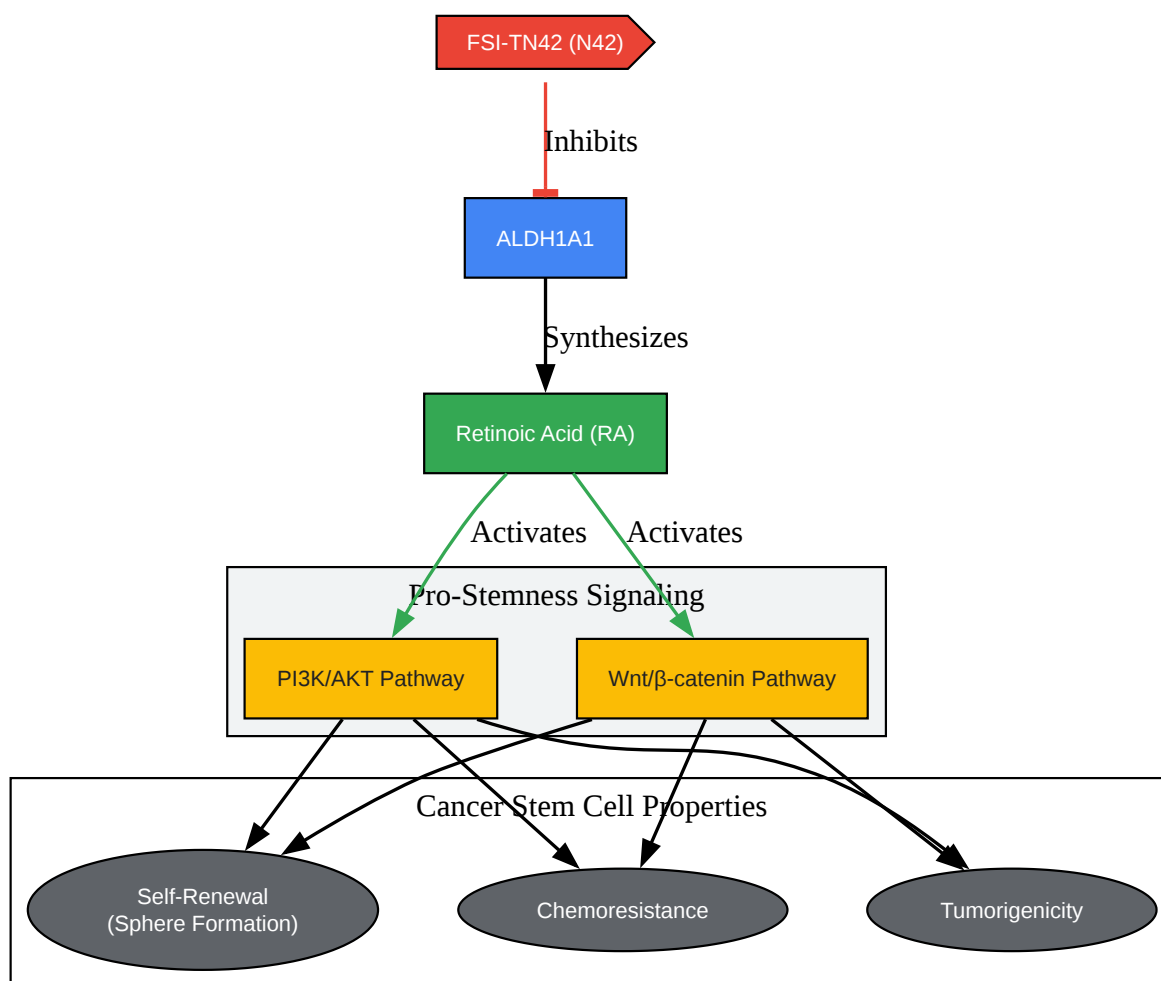 FSI-TN42 (N42)
Inhibits
ALDH1A1
Synthesizes
Retinoic Acid (RA)
Activates
Activates
Pro-Stemness Signaling
PI3K/AKT Pathway
Wnt/β-catenin Pathway
Cancer Stem Cell Properties
Self-Renewal
(Sphere Formation)
Chemoresistance
Tumorigenicity